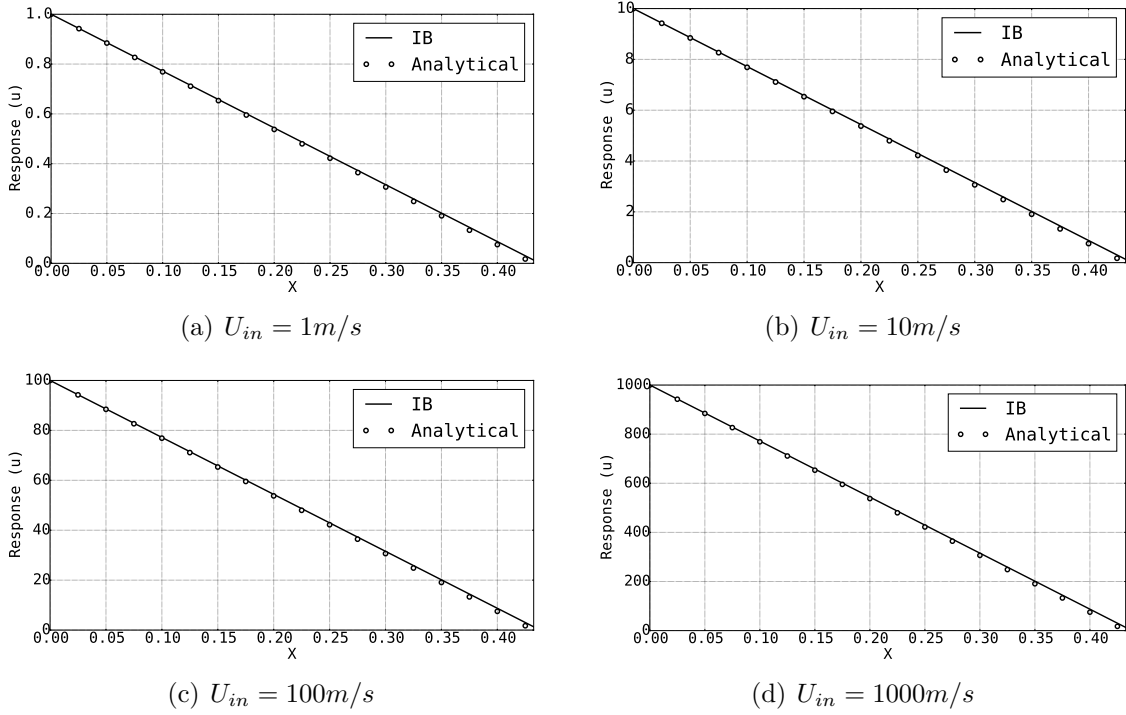 1.0
0.8
0.6
0.4
0.2
0.0
Response (u)
IB
Analytical
0.00 0.05 0.10 0.15 0.20 0.25 0.30 0.35 0.40
X
(a) U_in = 1m/s
10
8
6
4
2
0
Response (u)
IB
Analytical
0.00 0.05 0.10 0.15 0.20 0.25 0.30 0.35 0.40
X
(b) U_in = 10m/s
100
80
60
40
20
0
Response (u)
IB
Analytical
0.00 0.05 0.10 0.15 0.20 0.25 0.30 0.35 0.40
X
(c) U_in = 100m/s
1000
800
600
400
200
0
Response (u)
IB
Analytical
0.00 0.05 0.10 0.15 0.20 0.25 0.30 0.35 0.40
X
(d) U_in = 1000m/s